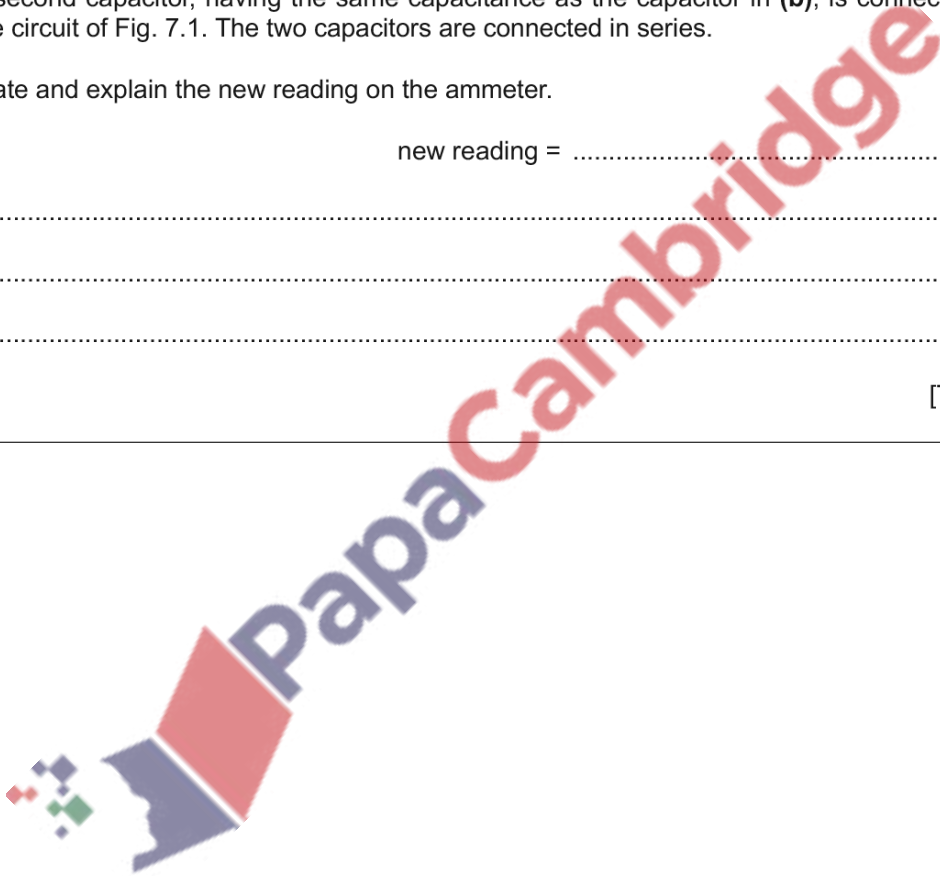 second capacitor, having the same capacitance as the capacitor in (b), is connec
e circuit of Fig. 7.1. The two capacitors are connected in series.
ate and explain the new reading on the ammeter.
new reading = ..........................................................
..........................................................................................................................
..........................................................................................................................
..........................................................................................................................
[
PapaCambridge